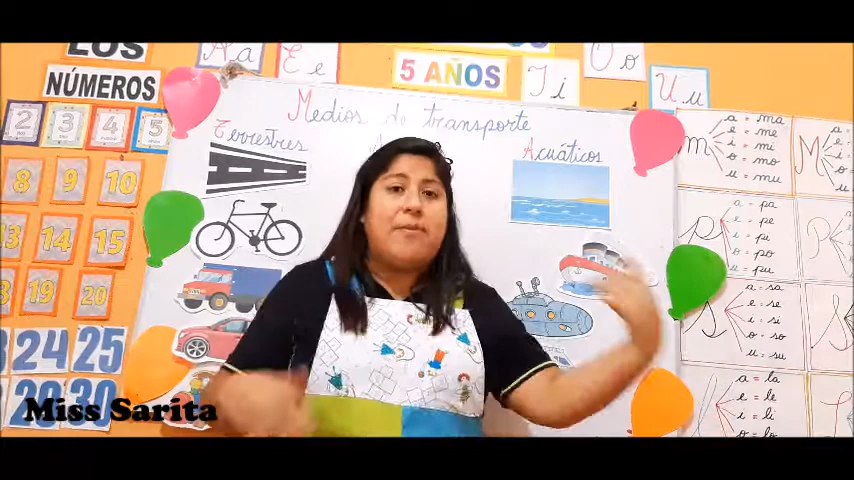 LOS
NÚMEROS
A a
E e
5 AÑOS
I i
O o
U u
Medios de transporte
Terrestres
Acuáticos
2 3 4 5
8 9 10
14 15
19 20
24 25
30
m
a = ma
e = me
i = mi
o = mo
u = mu
M
p
a = pa
e = pe
i = pi
o = po
u = pu
P
s
a = sa
e = se
i = si
o = so
u = su
l
a = la
e = le
i = li
o = lo
Miss Sarita